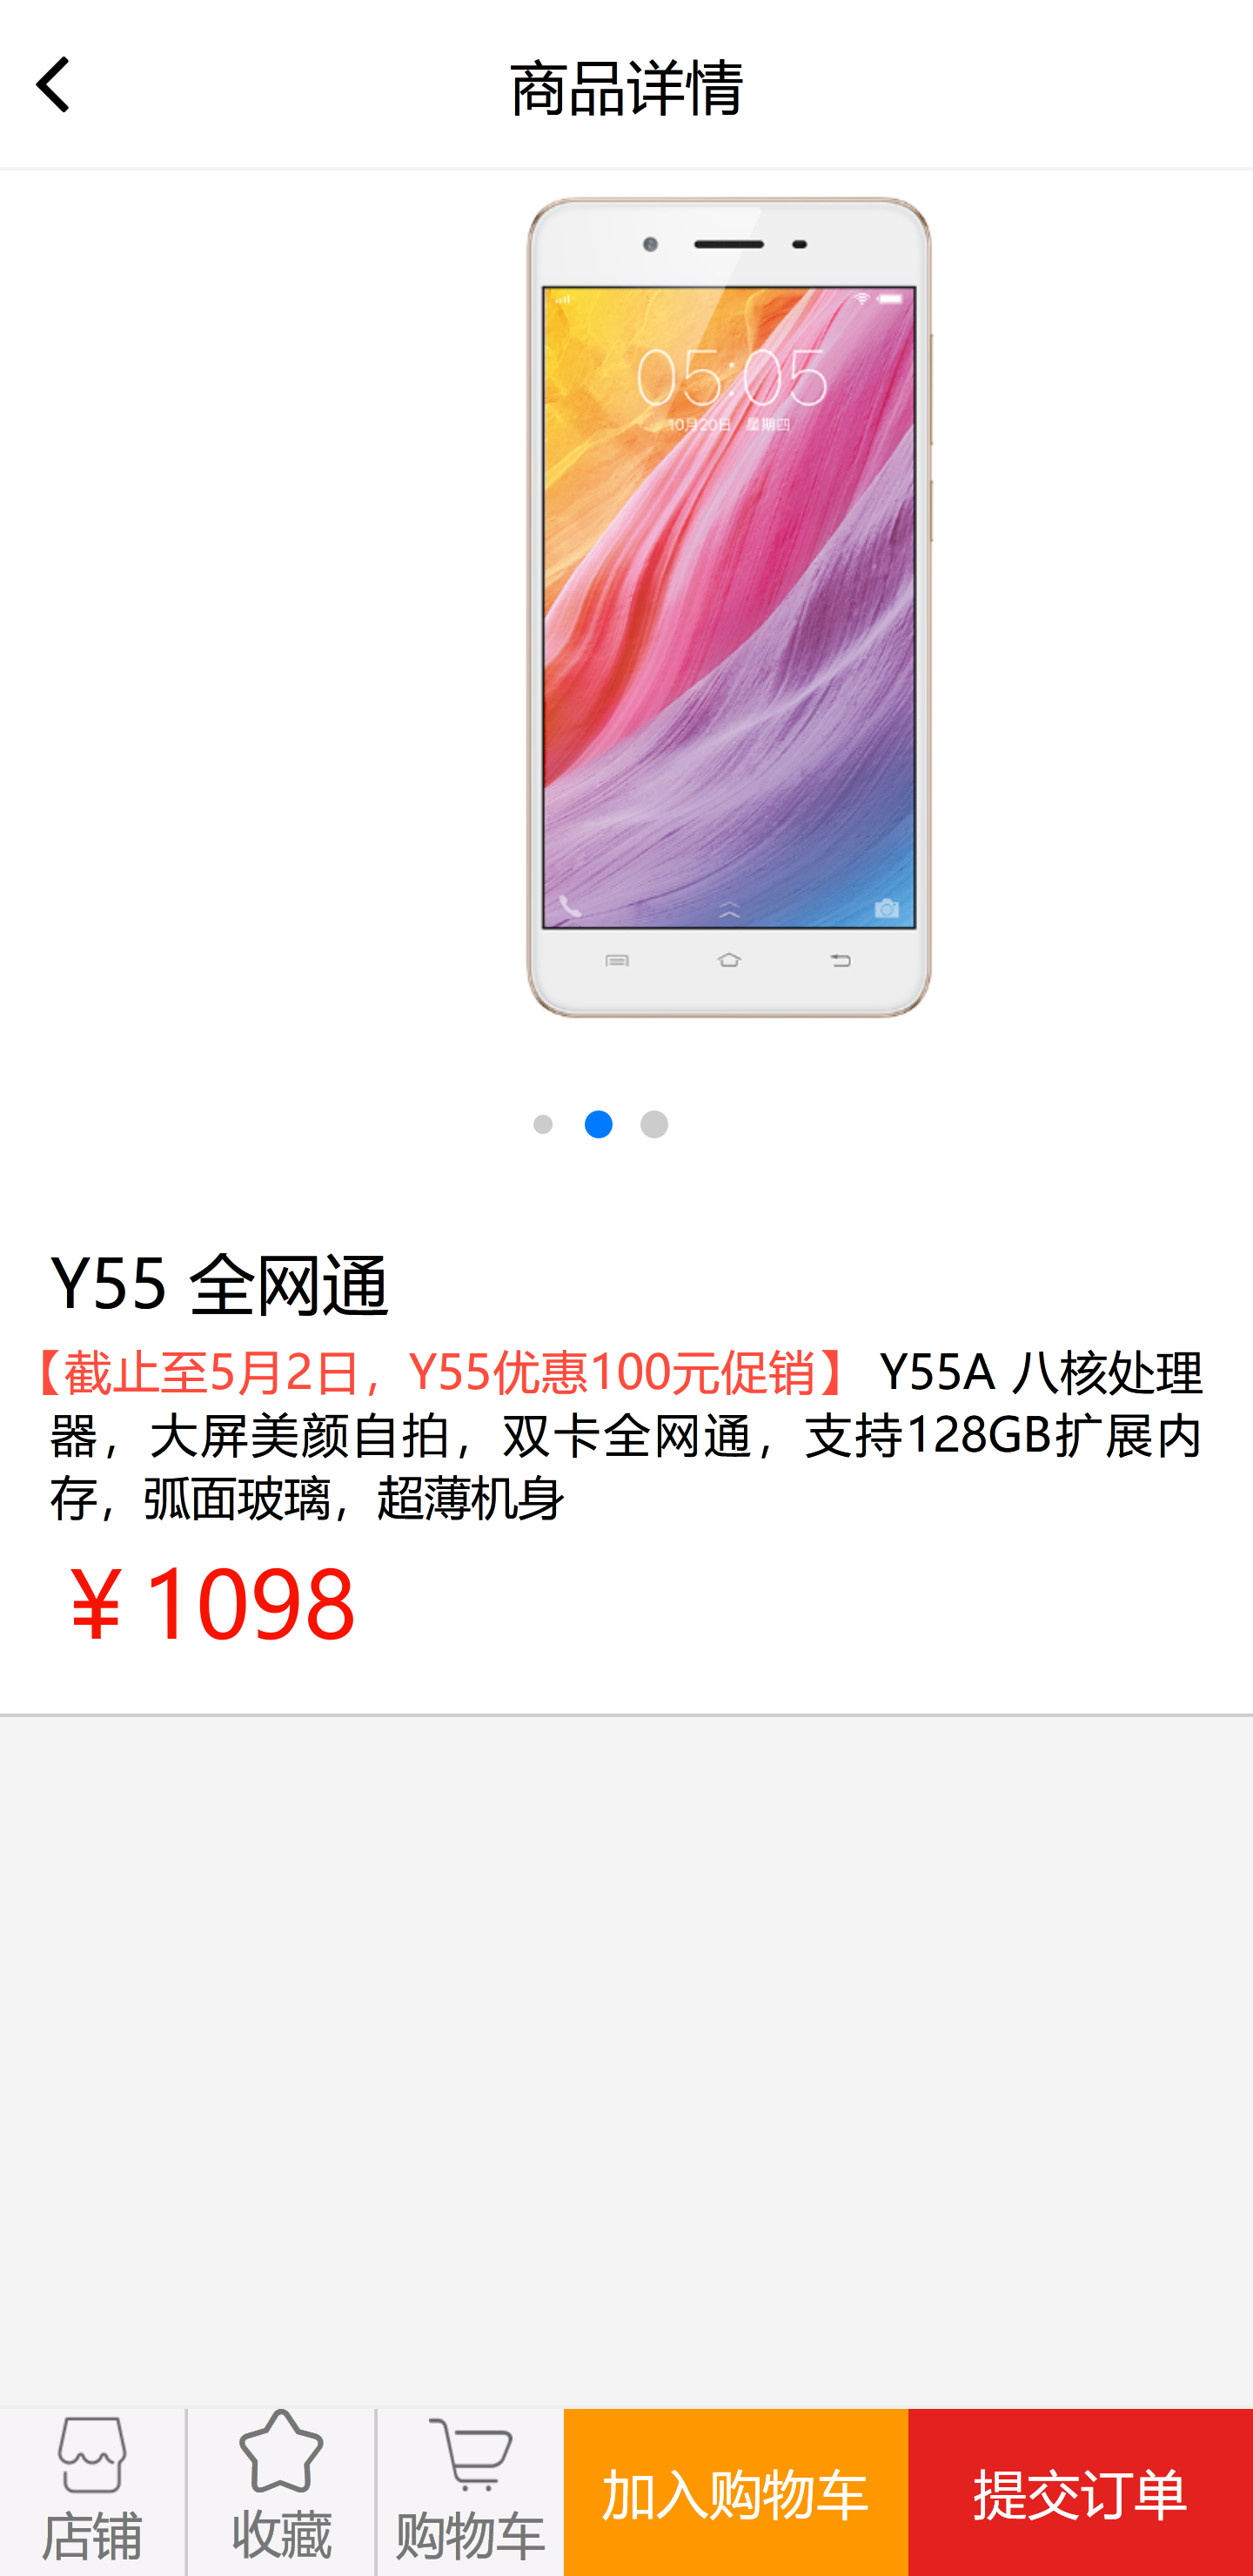 商品详情
05:05
10月20日 星期四
Y55 全网通
【截止至5月2日，Y55优惠100元促销】 Y55A 八核处理
器，大屏美颜自拍，双卡全网通，支持128GB扩展内
存，弧面玻璃，超薄机身
￥1098
店铺
收藏
购物车
加入购物车
提交订单